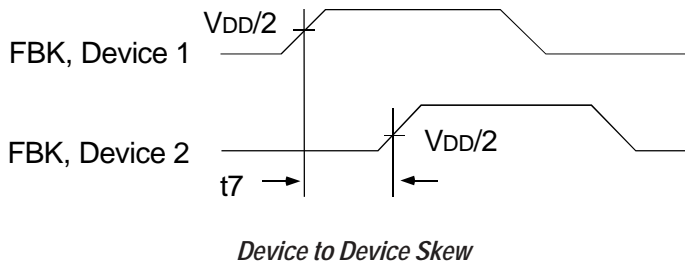 VDD/2
FBK, Device 1
FBK, Device 2
VDD/2
t7
Device to Device Skew